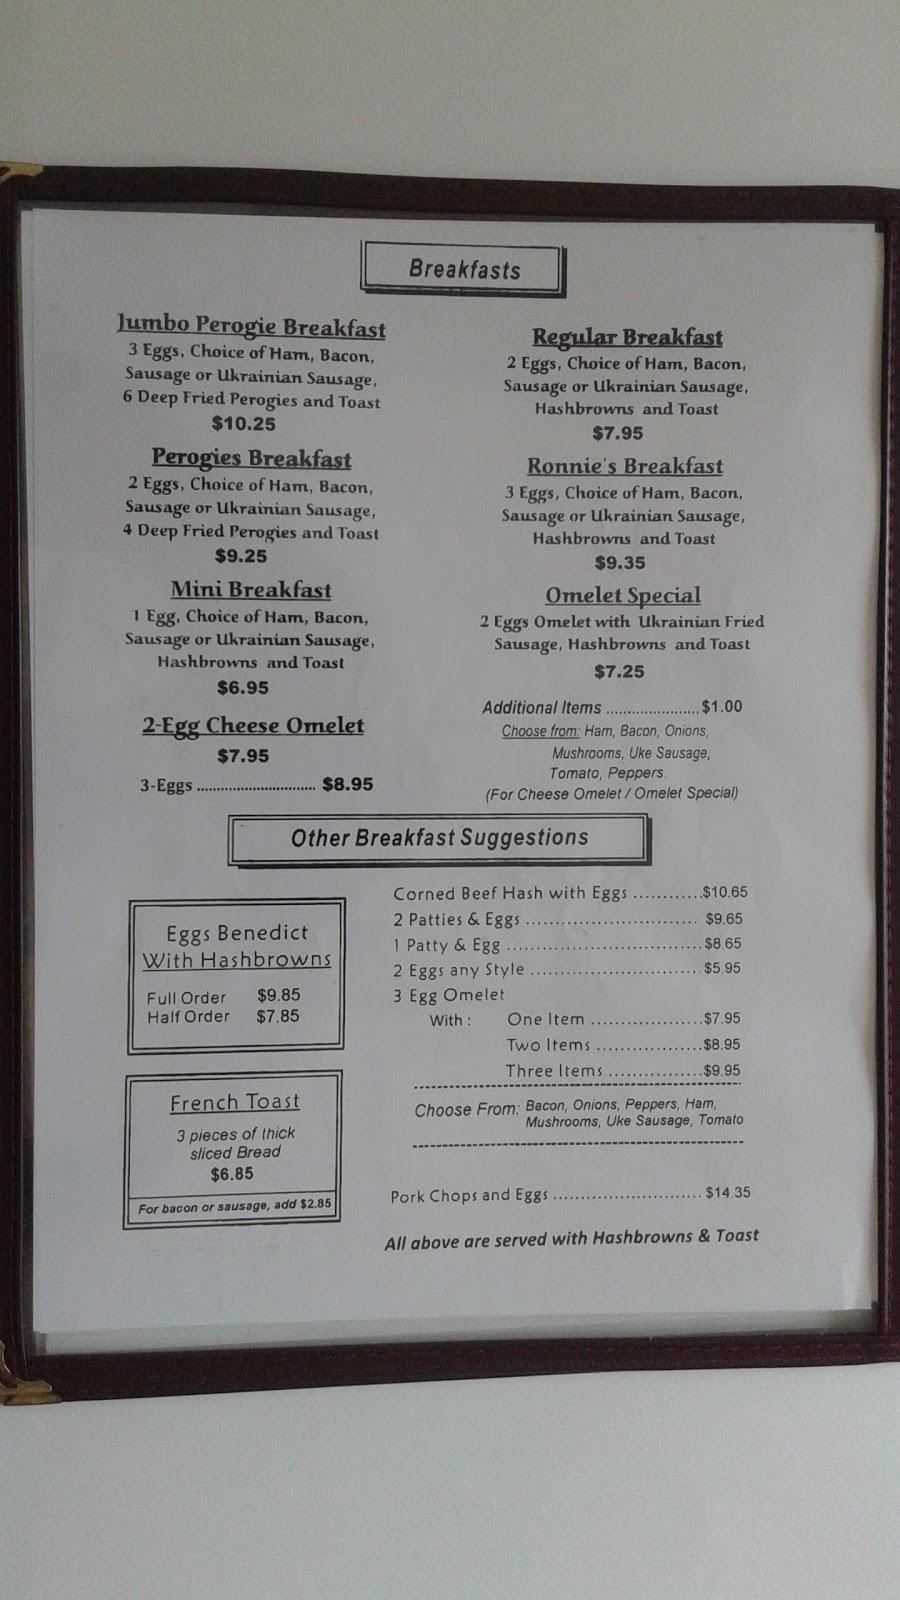 Breakfasts
Jumbo Perogie Breakfast
3 Eggs, Choice of Ham, Bacon,
Sausage or Ukrainian Sausage,
6 Deep Fried Perogies and Toast
$10.25
Perogies Breakfast
2 Eggs, Choice of Ham, Bacon,
Sausage or Ukrainian Sausage,
4 Deep Fried Perogies and Toast
$9.25
Mini Breakfast
1 Egg, Choice of Ham, Bacon,
Sausage or Ukrainian Sausage,
Hashbrowns and Toast
$6.95
2-Egg Cheese Omelet
$7.95
3-Eggs .............................. $8.95
Regular Breakfast
2 Eggs, Choice of Ham, Bacon,
Sausage or Ukrainian Sausage,
Hashbrowns and Toast
$7.95
Ronnie's Breakfast
3 Eggs, Choice of Ham, Bacon,
Sausage or Ukrainian Sausage,
Hashbrowns and Toast
$9.35
Omelet Special
2 Eggs Omelet with Ukrainian Fried
Sausage, Hashbrowns and Toast
$7.25
Additional Items ......................$1.00
Choose from: Ham, Bacon, Onions,
Mushrooms, Uke Sausage,
Tomato, Peppers.
(For Cheese Omelet / Omelet Special)
Other Breakfast Suggestions
Eggs Benedict
With Hashbrowns
Full Order $9.85
Half Order $7.85
French Toast
3 pieces of thick
sliced Bread
$6.85
For bacon or sausage, add $2.85
Corned Beef Hash with Eggs ............$10.65
2 Patties & Eggs .............................. $9.65
1 Patty & Egg ..................................$8.65
2 Eggs any Style ..............................$5.95
3 Egg Omelet
With : One Item ....................$7.95
Two Items ...................$8.95
Three Items .................$9.95
Choose From: Bacon, Onions, Peppers, Ham,
Mushrooms, Uke Sausage, Tomato
Pork Chops and Eggs .......................... $14.35
All above are served with Hashbrowns & Toast